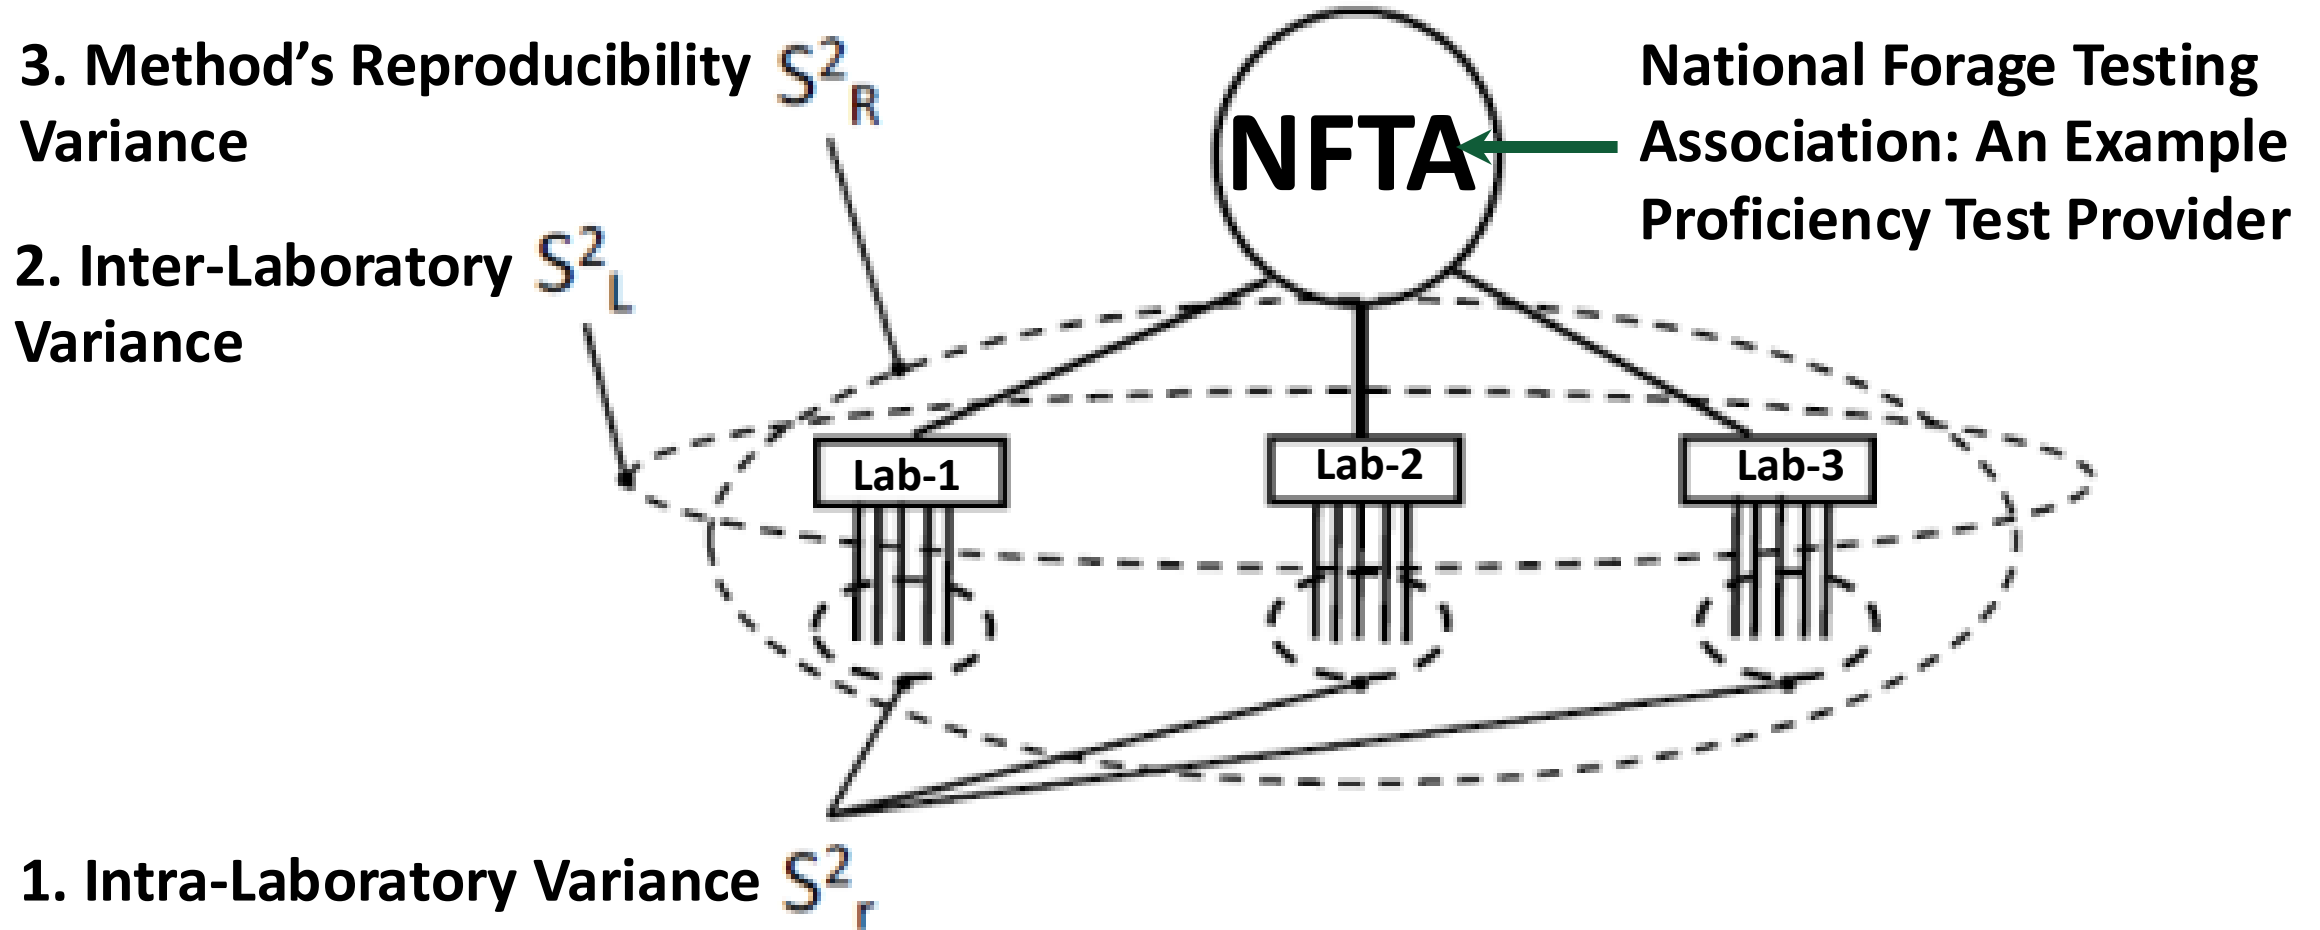 3. Method’s Reproducibility S²R
Variance
2. Inter-Laboratory S²L
Variance
NFTA
National Forage Testing
Association: An Example
Proficiency Test Provider
Lab-1
Lab-2
Lab-3
1. Intra-Laboratory Variance S²r